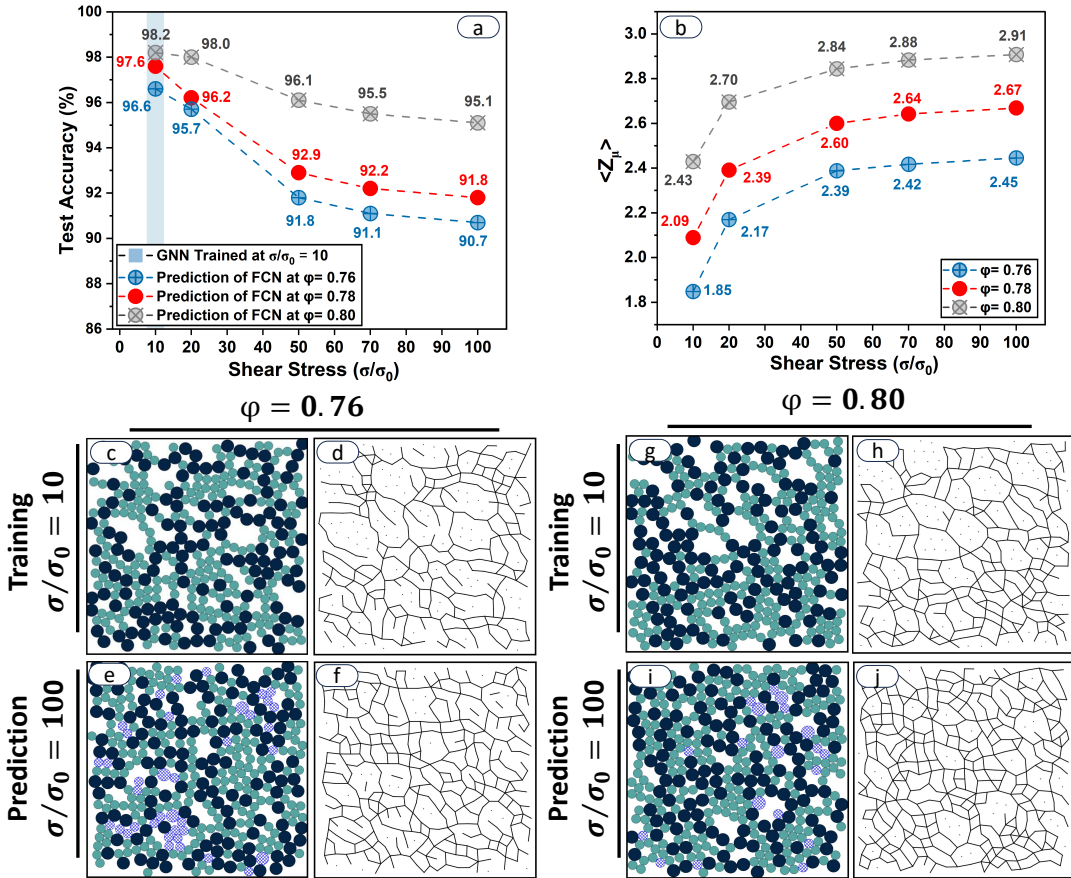 a
Test Accuracy (%)
100
98
96
94
92
90
88
86
98.2
98.0
97.6
96.6
96.2
95.7
96.1
95.5
95.1
92.9
92.2
91.8
91.8
91.1
90.7
GNN Trained at σ/σ₀ = 10
Prediction of FCN at φ= 0.76
Prediction of FCN at φ= 0.78
Prediction of FCN at φ= 0.80
0 10 20 30 40 50 60 70 80 90 100
Shear Stress (σ/σ₀)
b
<Z_μ>
3.0
2.8
2.6
2.4
2.2
2.0
1.8
2.43
2.70
2.84
2.88
2.91
2.09
2.39
2.60
2.64
2.67
1.85
2.17
2.39
2.42
2.45
φ= 0.76
φ= 0.78
φ= 0.80
0 10 20 30 40 50 60 70 80 90 100
Shear Stress (σ/σ₀)
φ = 0.76
φ = 0.80
Training
σ/σ₀ = 10
c
d
Training
σ/σ₀ = 10
g
h
Prediction
σ/σ₀ = 100
e
f
Prediction
σ/σ₀ = 100
i
j